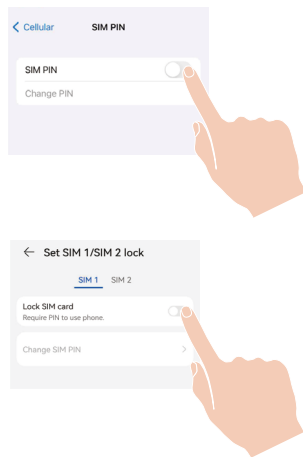 Cellular SIM PIN
SIM PIN
Change PIN
Set SIM 1/SIM 2 lock
SIM 1 SIM 2
Lock SIM card
Require PIN to use phone.
Change SIM PIN